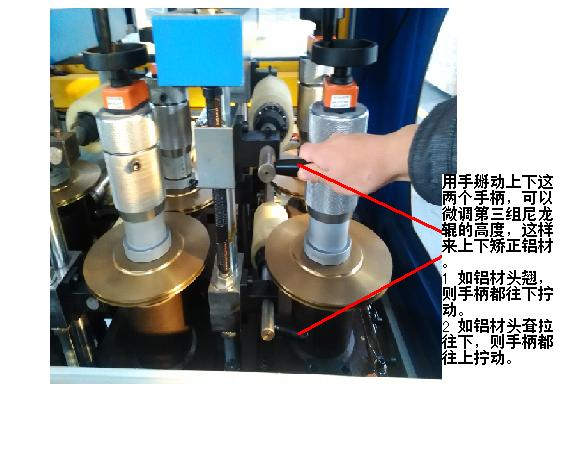 用手掰动上下这
两个手柄，可以
微调第三组尼龙
辊的高度，这样
来上下矫正铝材
。
1 如铝材头翘，
则手柄都往下拧
动。
2 如铝材头耷拉
往下，则手柄都
往上拧动。